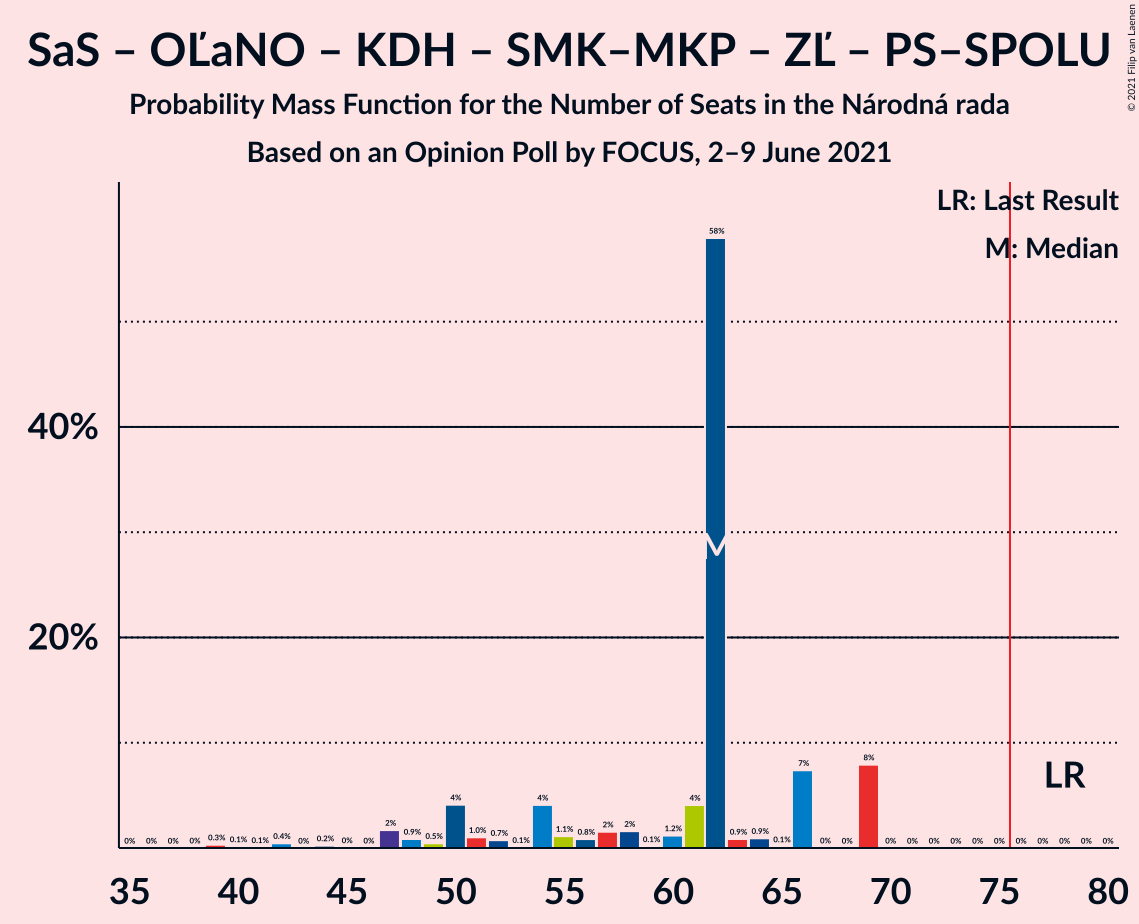 SaS – OĽaNO – KDH – SMK–MKP – ZĽ – PS–SPOLU
Probability Mass Function for the Number of Seats in the Národná rada
Based on an Opinion Poll by FOCUS, 2–9 June 2021
© 2021 Filip van Laenen
LR: Last Result
M: Median
40%
20%
0% 0% 0% 0% 0.3% 0.1% 0.1% 0.4% 0% 0.2% 0% 0% 2% 0.9% 0.5% 4% 1.0% 0.7% 0.1% 4% 1.1% 0.8% 2% 2% 0.1% 1.2% 4% 58% 0.9% 0.9% 0.1% 7% 0% 0% 8% 0% 0% 0% 0% 0% 0% 0% 0% 0% 0% 0%
M
LR
35 40 45 50 55 60 65 70 75 80